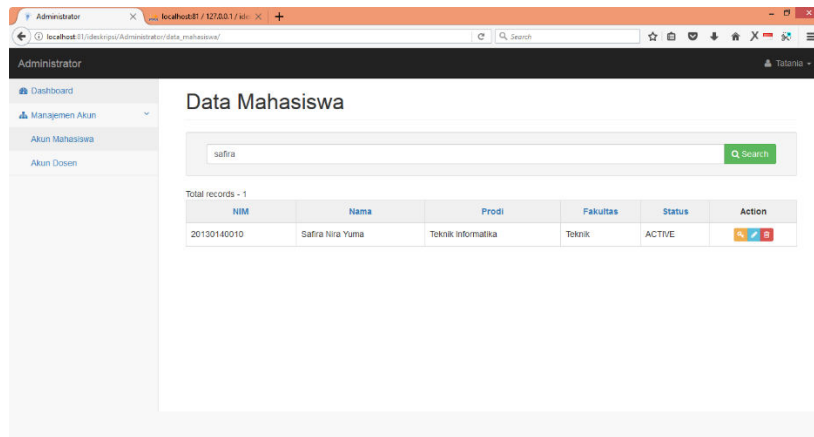 Administrator
localhost:81 / 127.0.0.1 / ide
localhost:81/ideskripsi/Administrator/data_mahasiswa/
Search
Administrator
Tatania
Dashboard
Manajemen Akun
Akun Mahasiswa
Akun Dosen
Data Mahasiswa
safira
Search
Total records - 1
NIM Nama Prodi Fakultas Status Action
20130140010 Safira Nira Yuma Teknik Informatika Teknik ACTIVE